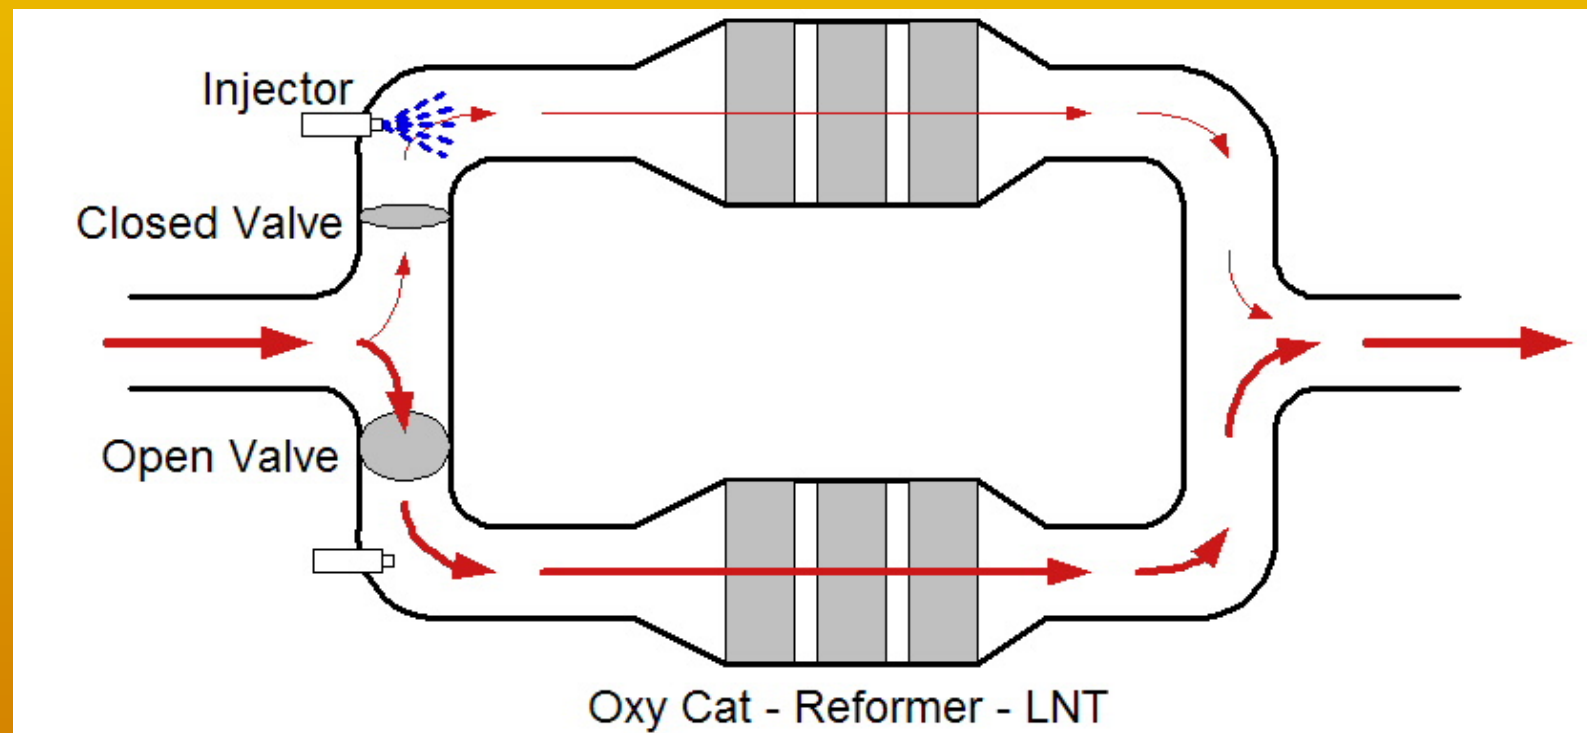 Injector
Closed Valve
Open Valve
Oxy Cat - Reformer - LNT